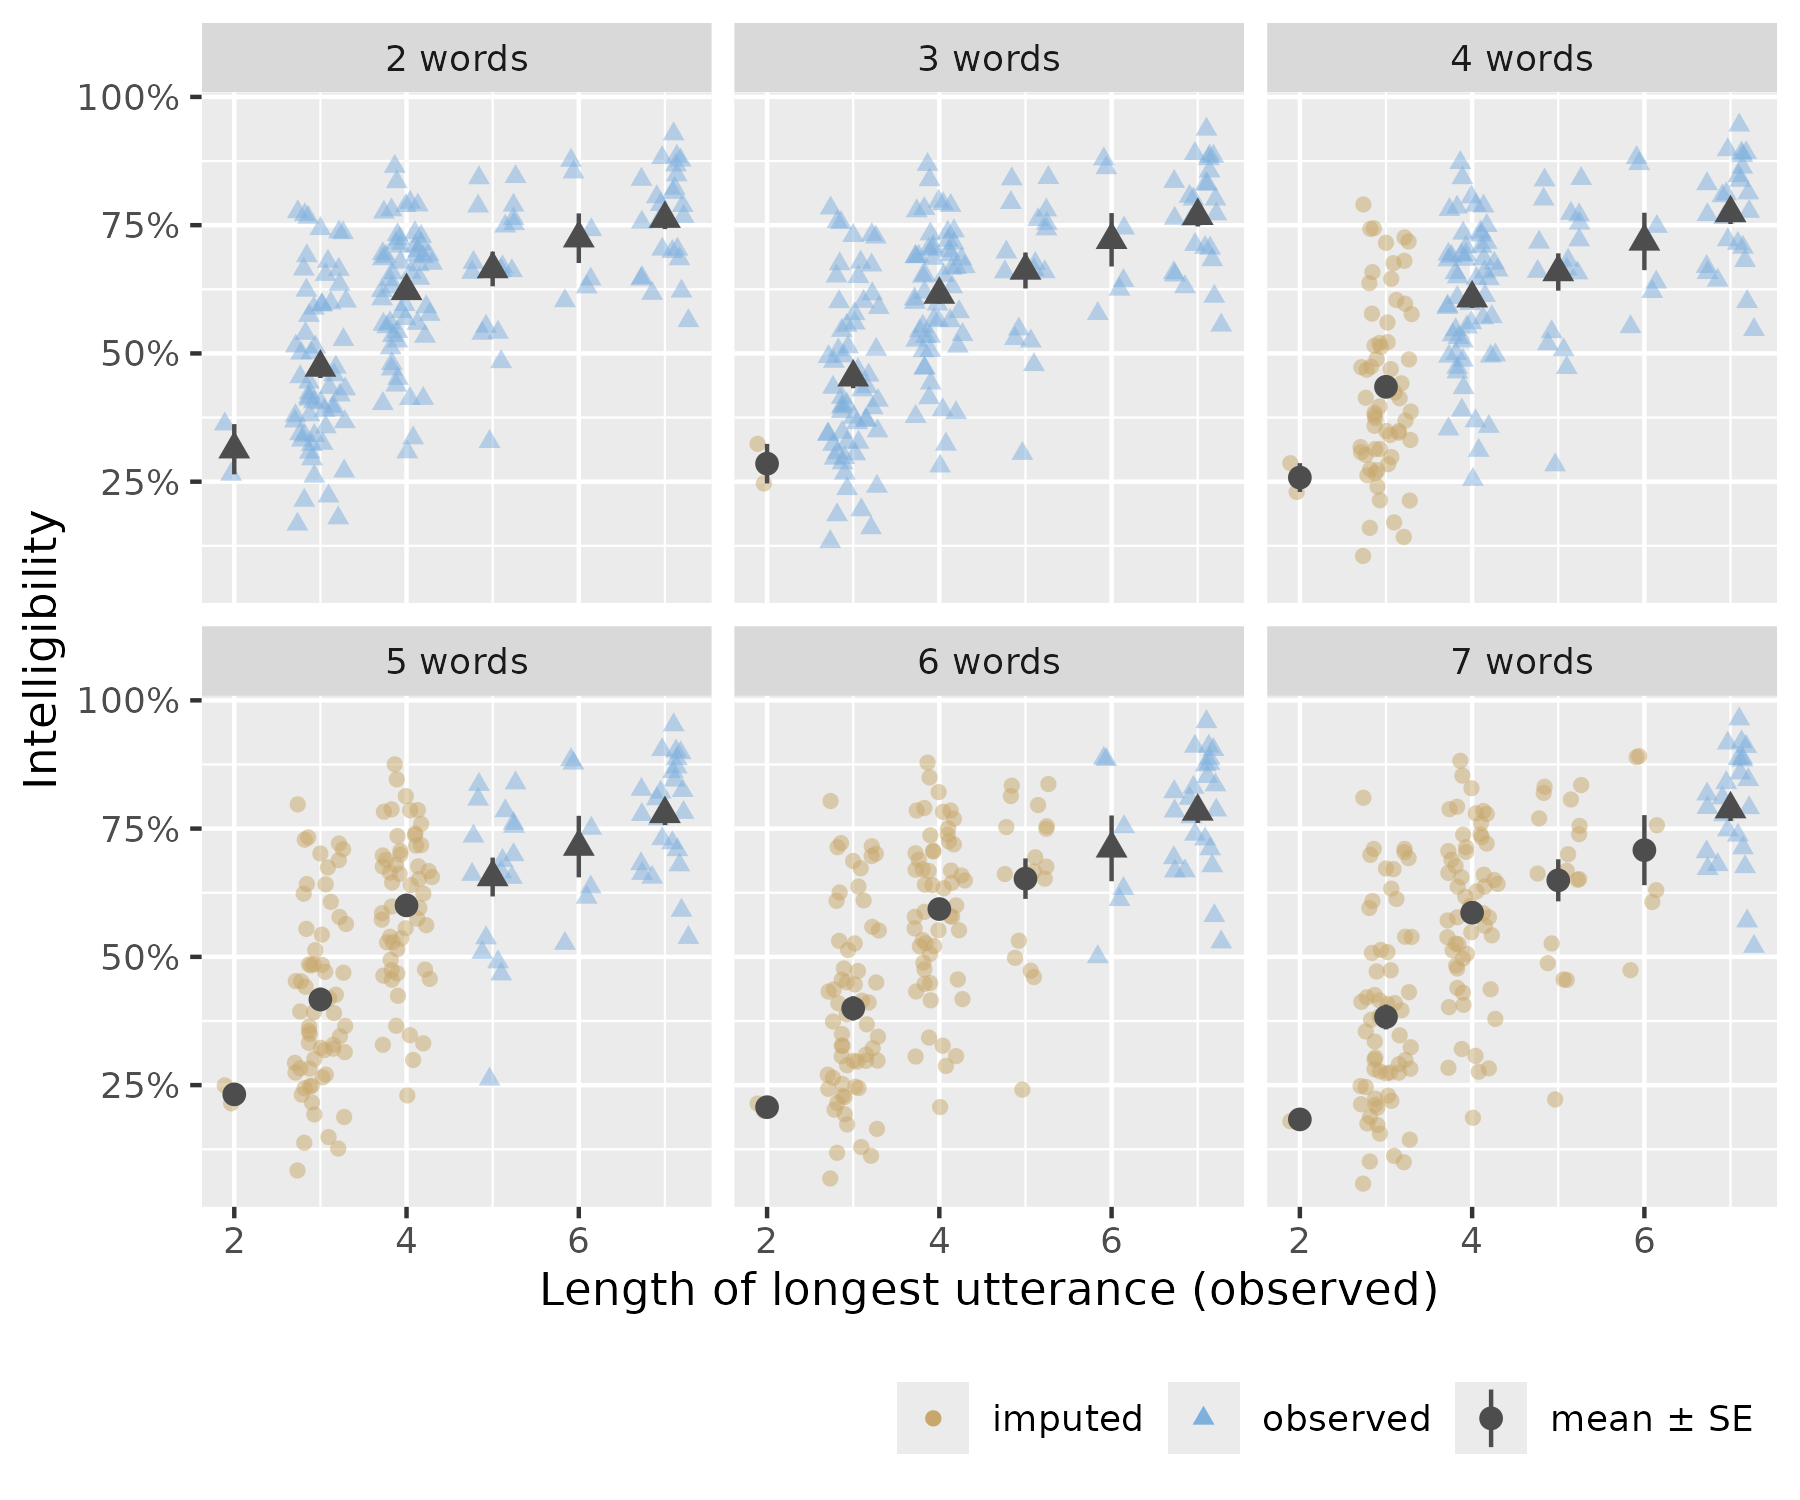 2 words
3 words
4 words
100%
75%
50%
25%
Intelligibility
5 words
6 words
7 words
100%
75%
50%
25%
2 4 6 2 4 6 2 4 6
Length of longest utterance (observed)
imputed observed mean ± SE